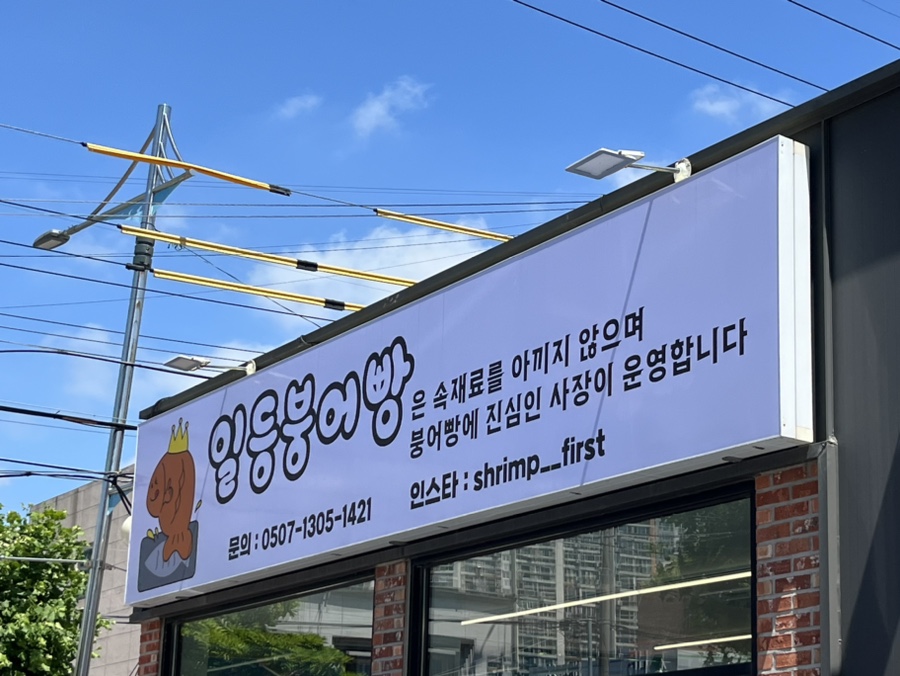 일등붕어빵은 속재료를 아끼지 않으며
붕어빵에 진심인 사장이 운영합니다
문의 : 0507-1305-1421
인스타 : shrimp__first